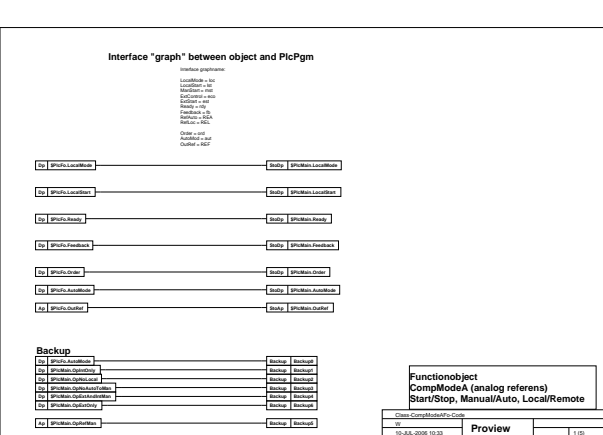 Interface "graph" between object and PlcPgm
Interface graphname:
LocalMode = loc
LocalStart = lst
ManStart = mst
ExtControl = eco
ExtStart = est
Ready = rdy
Feedback = fb
RefAuto = REA
RefLoc = REL
Order = ord
AutoMod = aut
OutRef = REF
Dp $PlcFo.LocalMode StoDp $PlcMain.LocalMode
Dp $PlcFo.LocalStart StoDp $PlcMain.LocalStart
Dp $PlcFo.Ready StoDp $PlcMain.Ready
Dp $PlcFo.Feedback StoDp $PlcMain.Feedback
Dp $PlcFo.Order StoDp $PlcMain.Order
Dp $PlcFo.AutoMode StoDp $PlcMain.AutoMode
Ap $PlcFo.OutRef StoAp $PlcMain.OutRef
Backup
Dp $PlcFo.AutoMode Backup Backup0
Dp $PlcMain.OpIntOnly Backup Backup1
Dp $PlcMain.OpNoLocal Backup Backup2
Dp $PlcMain.OpNoAutoToMan Backup Backup3
Dp $PlcMain.OpExtAndIntMan Backup Backup4
Dp $PlcMain.OpExtOnly Backup Backup6
Ap $PlcMain.OpRefMan Backup Backup5
Functionobject
CompModeA (analog referens)
Start/Stop, Manual/Auto, Local/Remote
Class-CompModeAFo-Code
W
10-JUL-2006 10:33 Proview 1 (5)